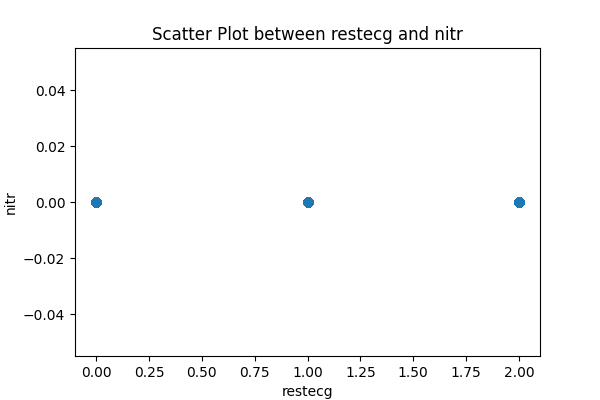 Scatter Plot between restecg and nitr
nitr
0.04
0.02
0.00
−0.02
−0.04
0.00 0.25 0.50 0.75 1.00 1.25 1.50 1.75 2.00
restecg